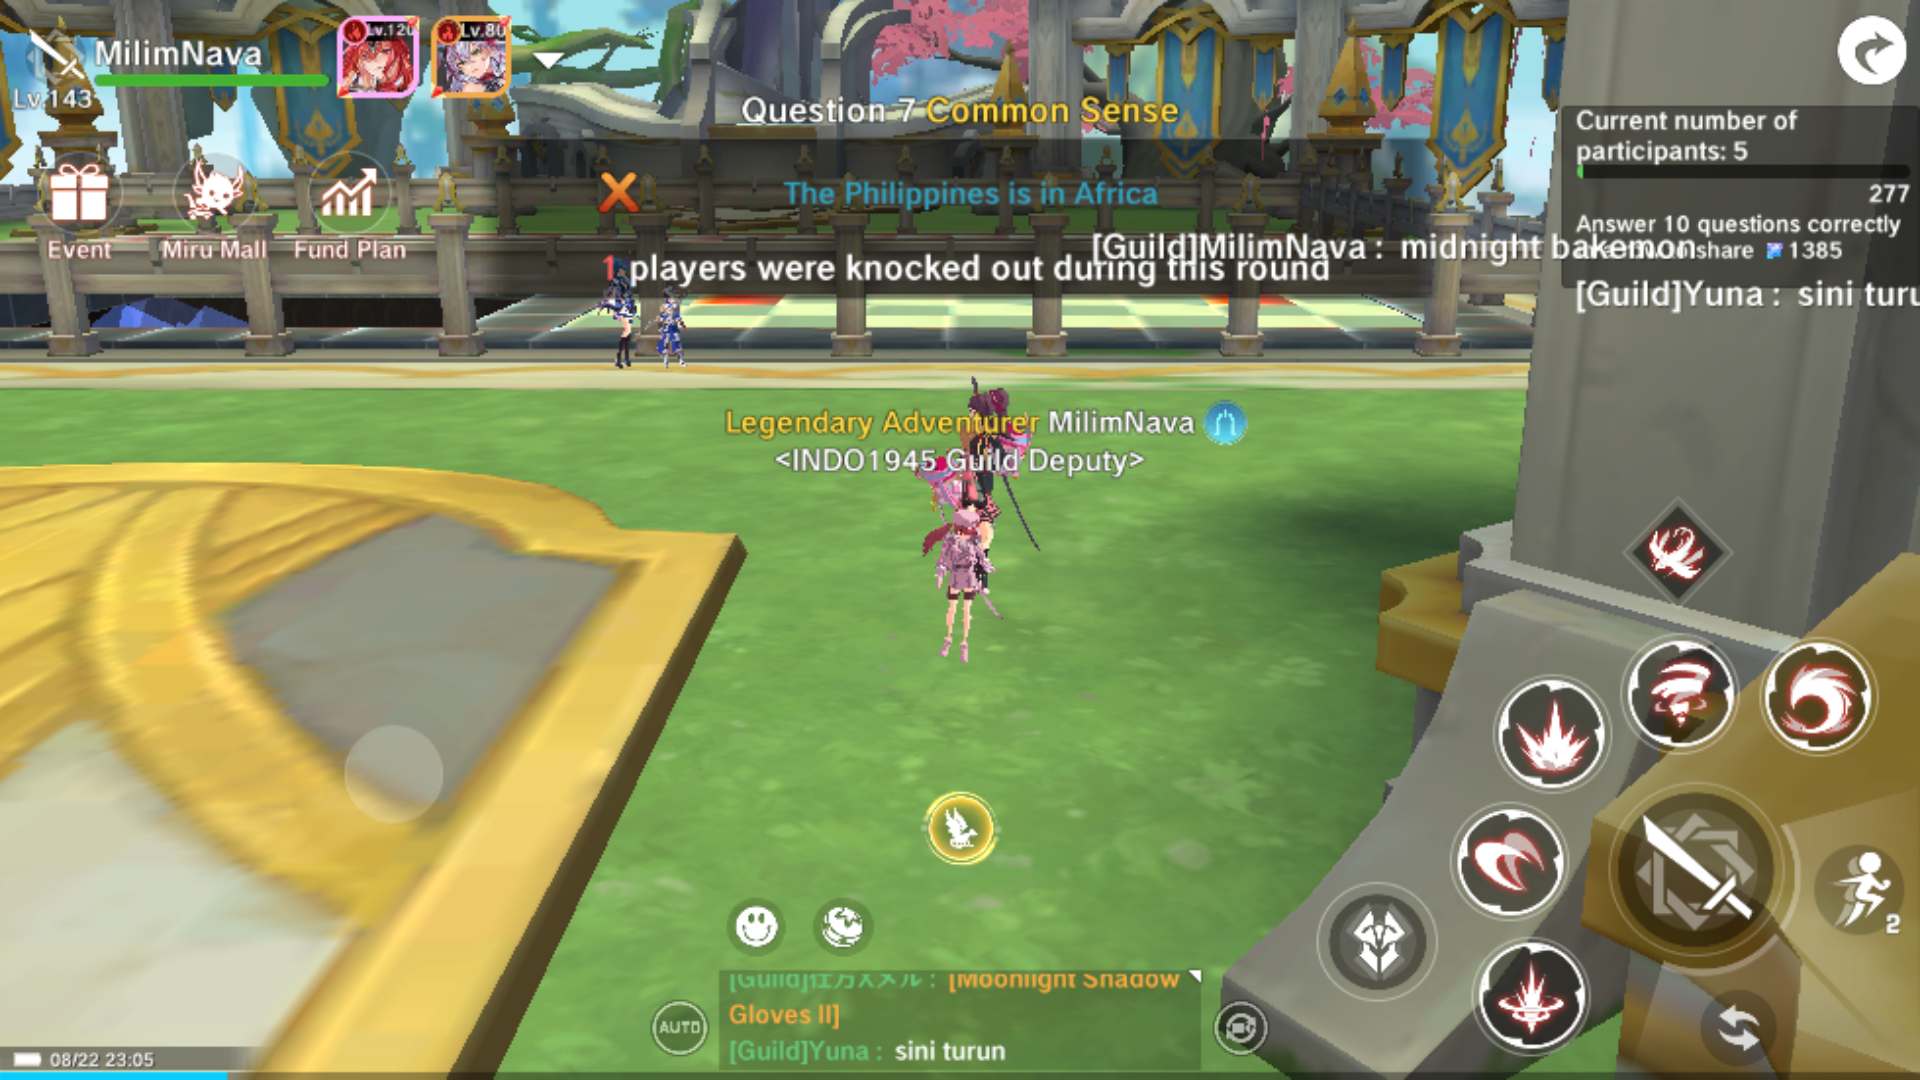 MilimNava
Lv.143
Lv.120
Lv.80
Question 7 Common Sense
The Philippines is in Africa
1 players were knocked out during this round
Event
Miru Mall
Fund Plan
Current number of
participants: 5
277
Answer 10 questions correctly
share 1385
[Guild]MilimNava : midnight bakemon
[Guild]Yuna : sini turu
Legendary Adventurer MilimNava
<INDO1945 Guild Deputy>
2
AUTO
[Moonlight Shadow
Gloves II]
[Guild]Yuna : sini turun
08/22 23:05